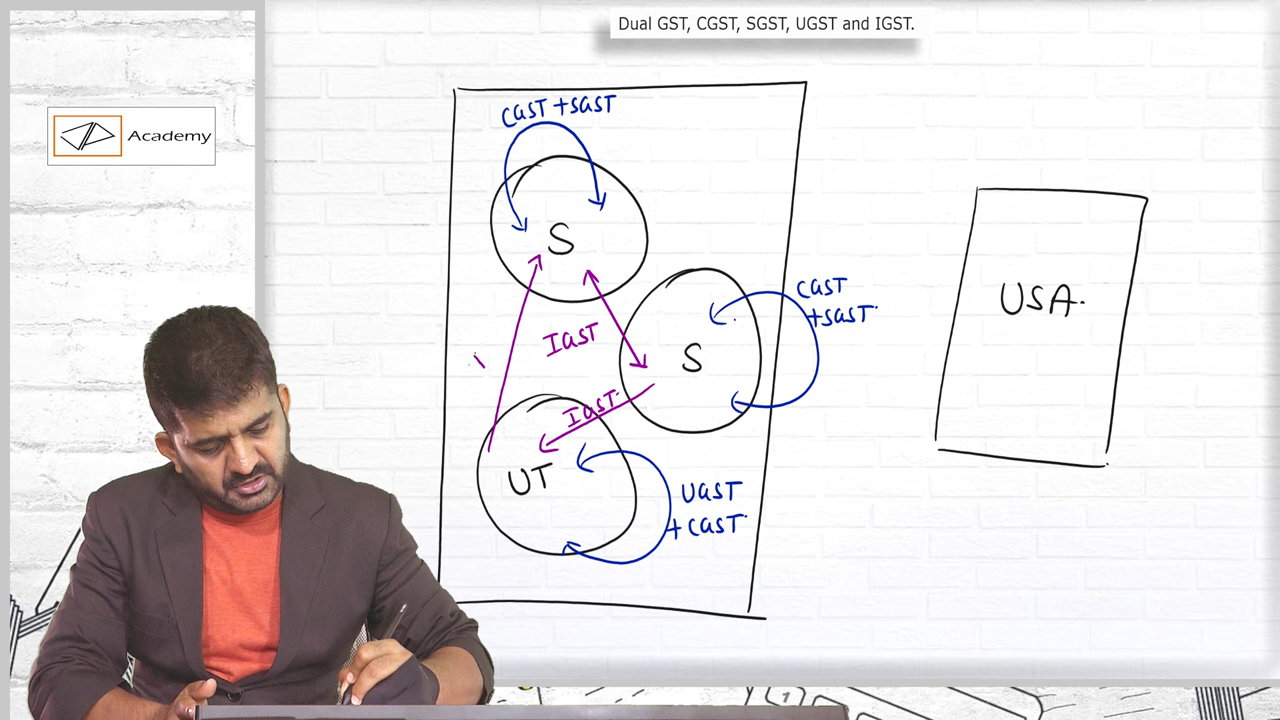 Dual GST, CGST, SGST, UGST and IGST.
Academy
CGST + SGST
S
CGST
+ SGST
USA
IGST
S
IGST
UT
UGST
+ CGST